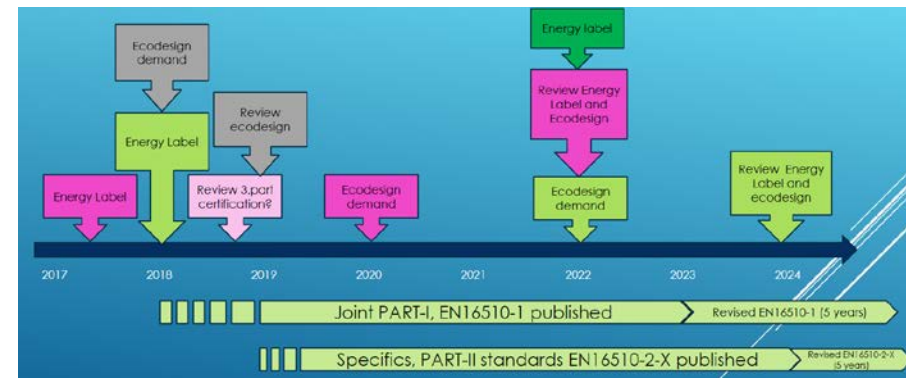 Ecodesign
demand
Energy label
Energy Label
Review
ecodesign
Review Energy
Label and
Ecodesign
Energy Label
Review 3.part
certification?
Ecodesign
demand
Ecodesign
demand
Review Energy
Label and
ecodesign
2017 2018 2019 2020 2021 2022 2023 2024
Joint PART-I, EN16510-1 published
Revised EN16510-1 (5 years)
Specifics, PART-II standards EN16510-2-X published
Revised EN16510-2-X
(5 years)